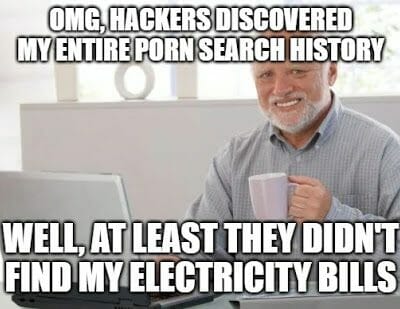 OMG, HACKERS DISCOVERED
MY ENTIRE PORN SEARCH HISTORY
WELL, AT LEAST THEY DIDN'T
FIND MY ELECTRICITY BILLS